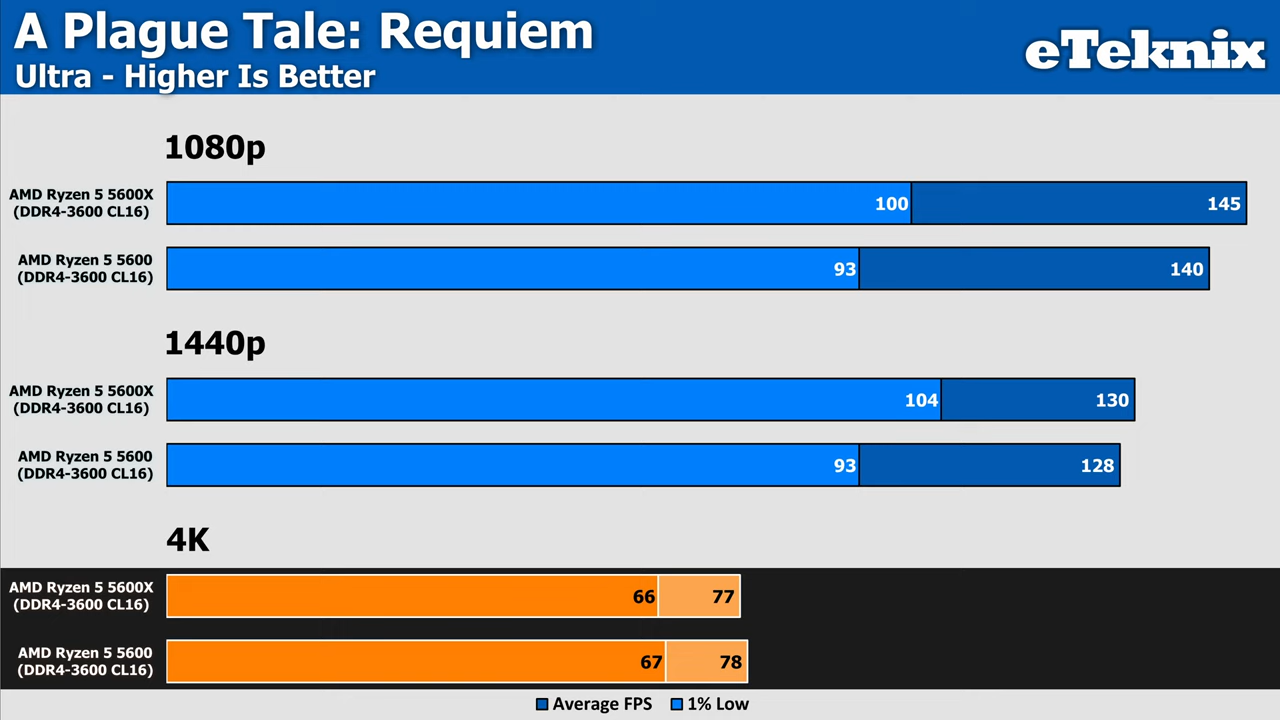 A Plague Tale: Requiem
Ultra - Higher Is Better
eTeknix
1080p
AMD Ryzen 5 5600X
(DDR4-3600 CL16)
100
145
AMD Ryzen 5 5600
(DDR4-3600 CL16)
93
140
1440p
AMD Ryzen 5 5600X
(DDR4-3600 CL16)
104
130
AMD Ryzen 5 5600
(DDR4-3600 CL16)
93
128
4K
AMD Ryzen 5 5600X
(DDR4-3600 CL16)
66
77
AMD Ryzen 5 5600
(DDR4-3600 CL16)
67
78
Average FPS
1% Low